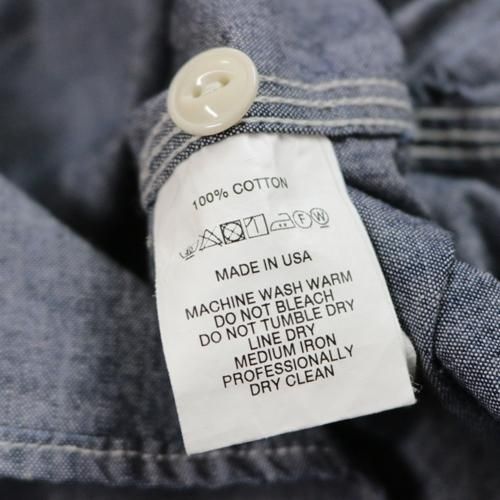 100% COTTON
F W
MADE IN USA
MACHINE WASH WARM
DO NOT BLEACH
DO NOT TUMBLE DRY
LINE DRY
MEDIUM IRON
PROFESSIONALLY
DRY CLEAN